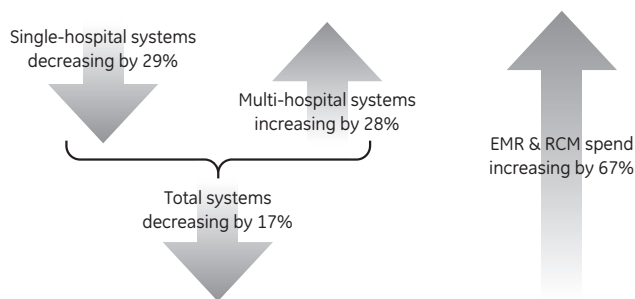 Single-hospital systems
decreasing by 29%
Multi-hospital systems
increasing by 28%
Total systems
decreasing by 17%
EMR & RCM spend
increasing by 67%